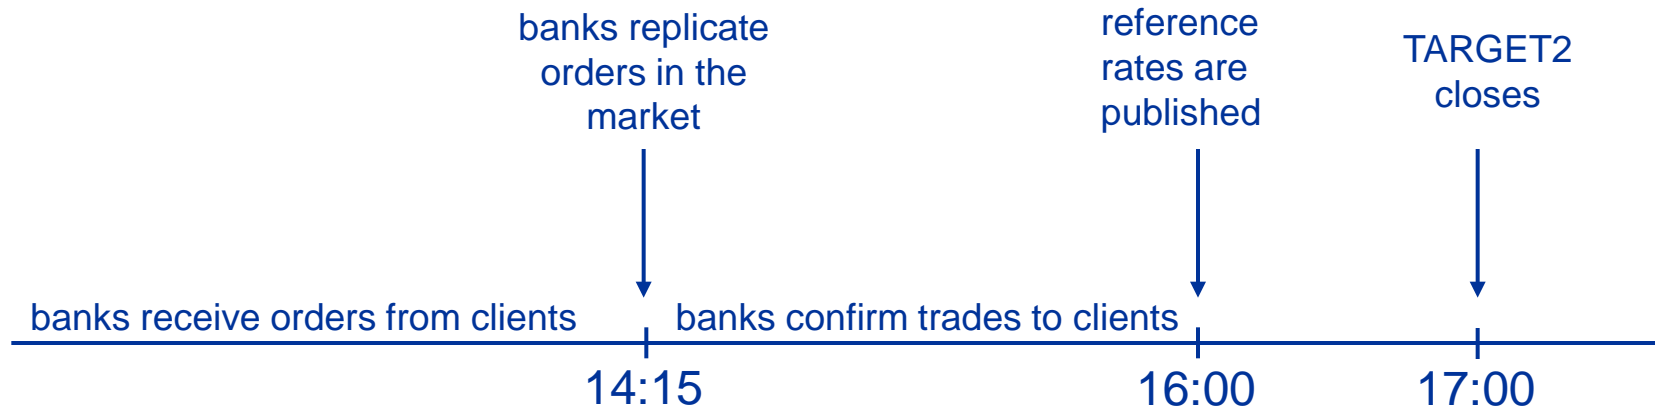 banks replicate
orders in the
market
reference
rates are
published
TARGET2
closes
banks receive orders from clients
banks confirm trades to clients
14:15
16:00
17:00